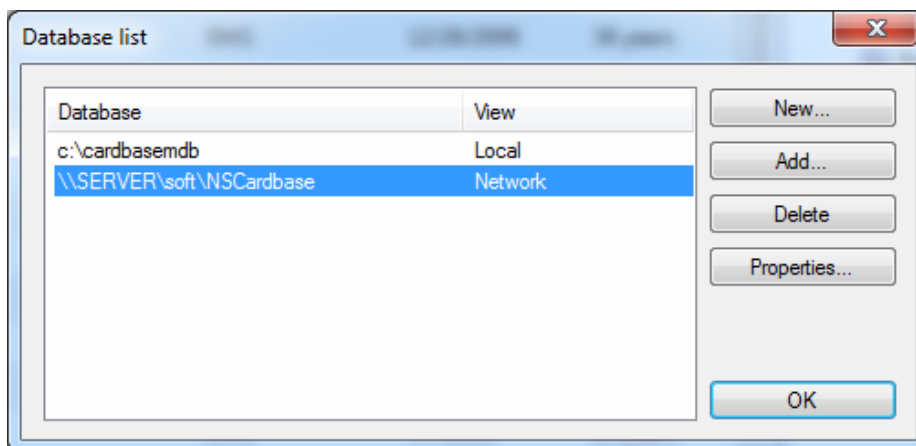 Database list
Database View
c:\cardbasemdb Local
\\SERVER\soft\NSCardbase Network
New...
Add...
Delete
Properties...
OK